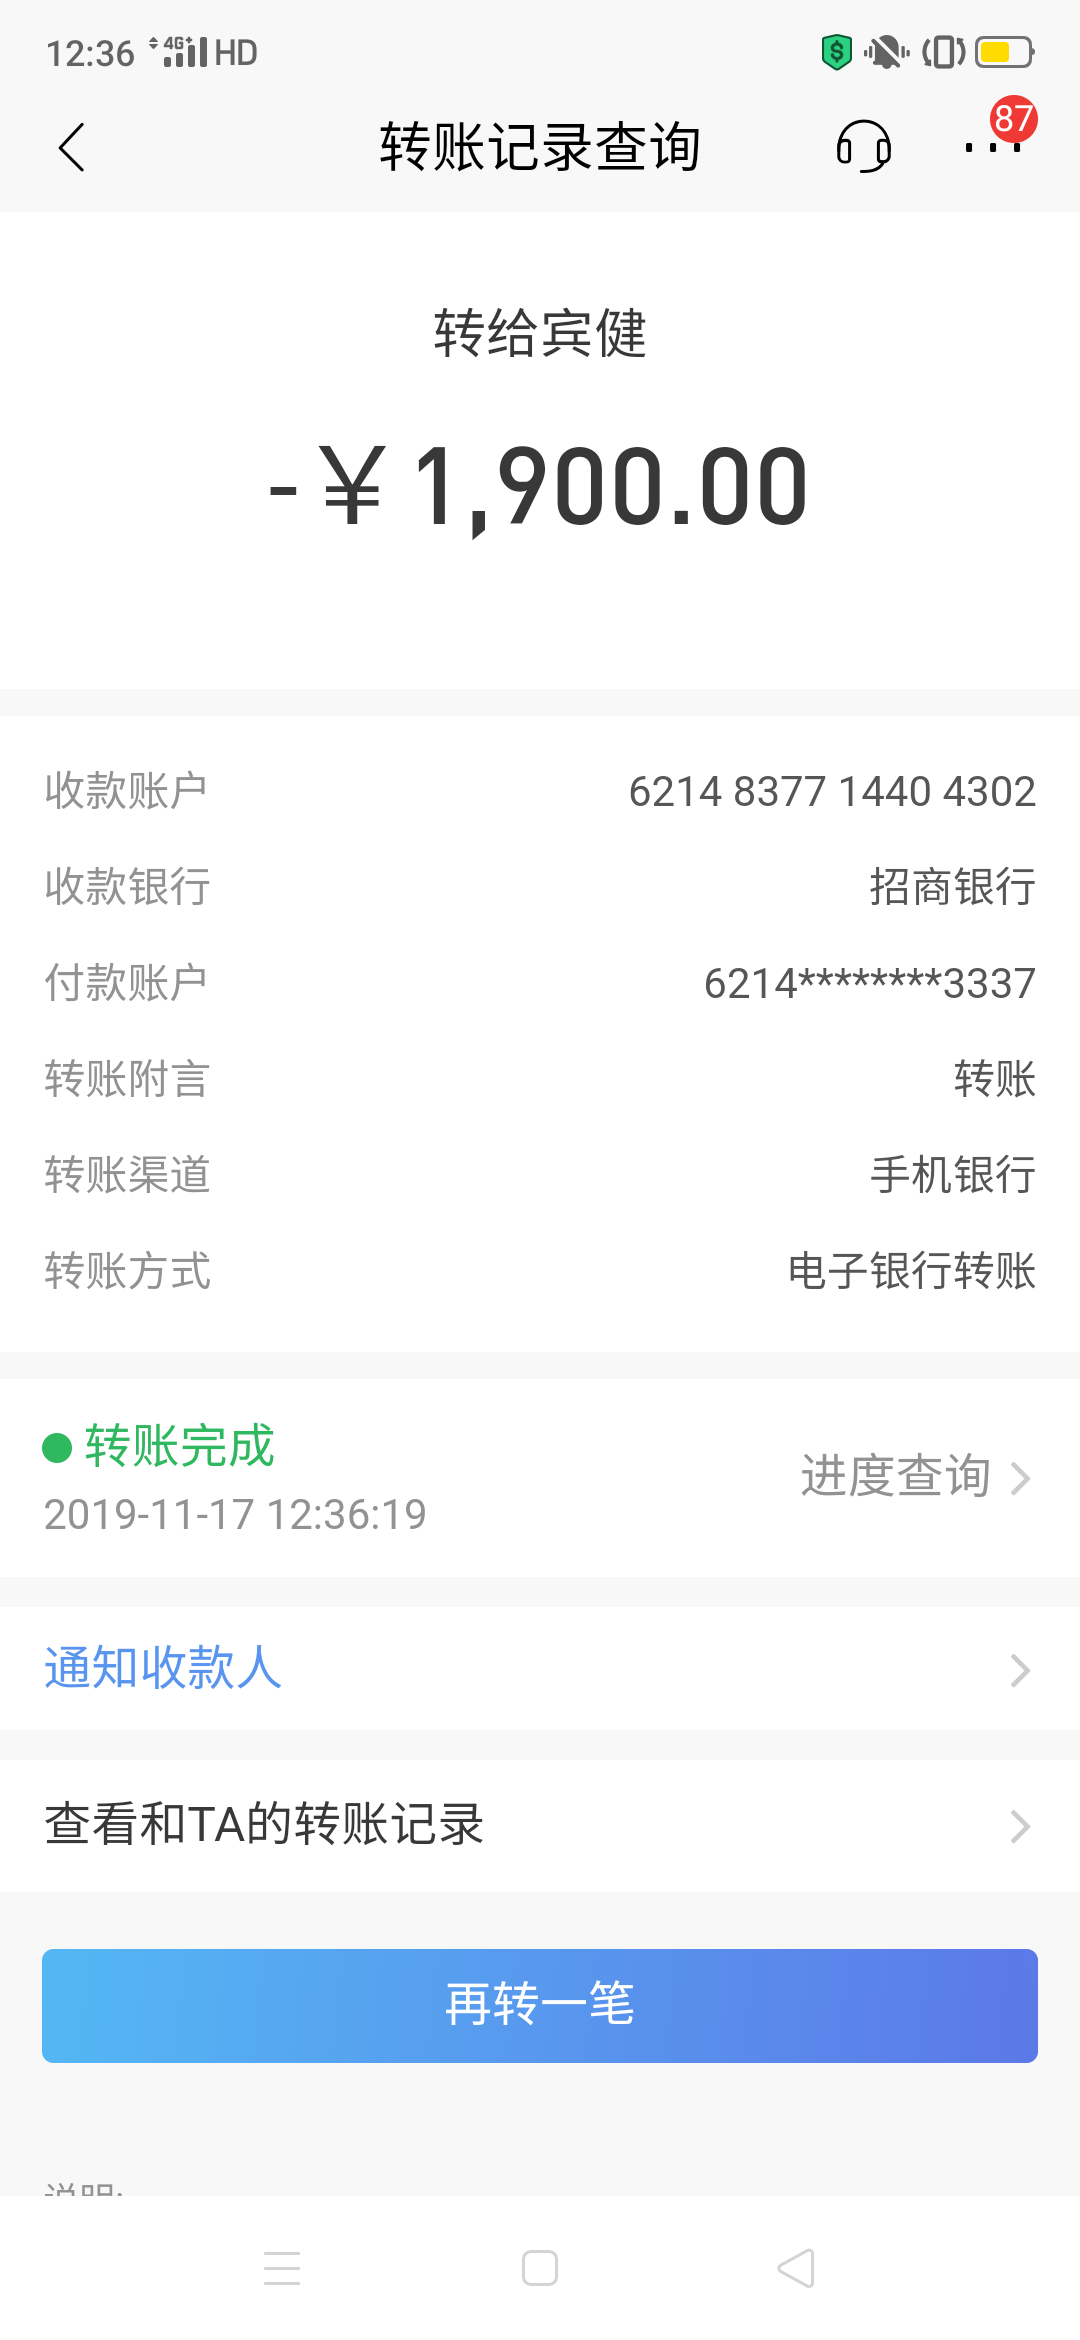 12:36 4G+ HD
转账记录查询
87
转给宾健
-￥1,900.00
收款账户 6214 8377 1440 4302
收款银行 招商银行
付款账户 6214********3337
转账附言 转账
转账渠道 手机银行
转账方式 电子银行转账
转账完成
2019-11-17 12:36:19
进度查询
通知收款人
查看和TA的转账记录
再转一笔
说明: